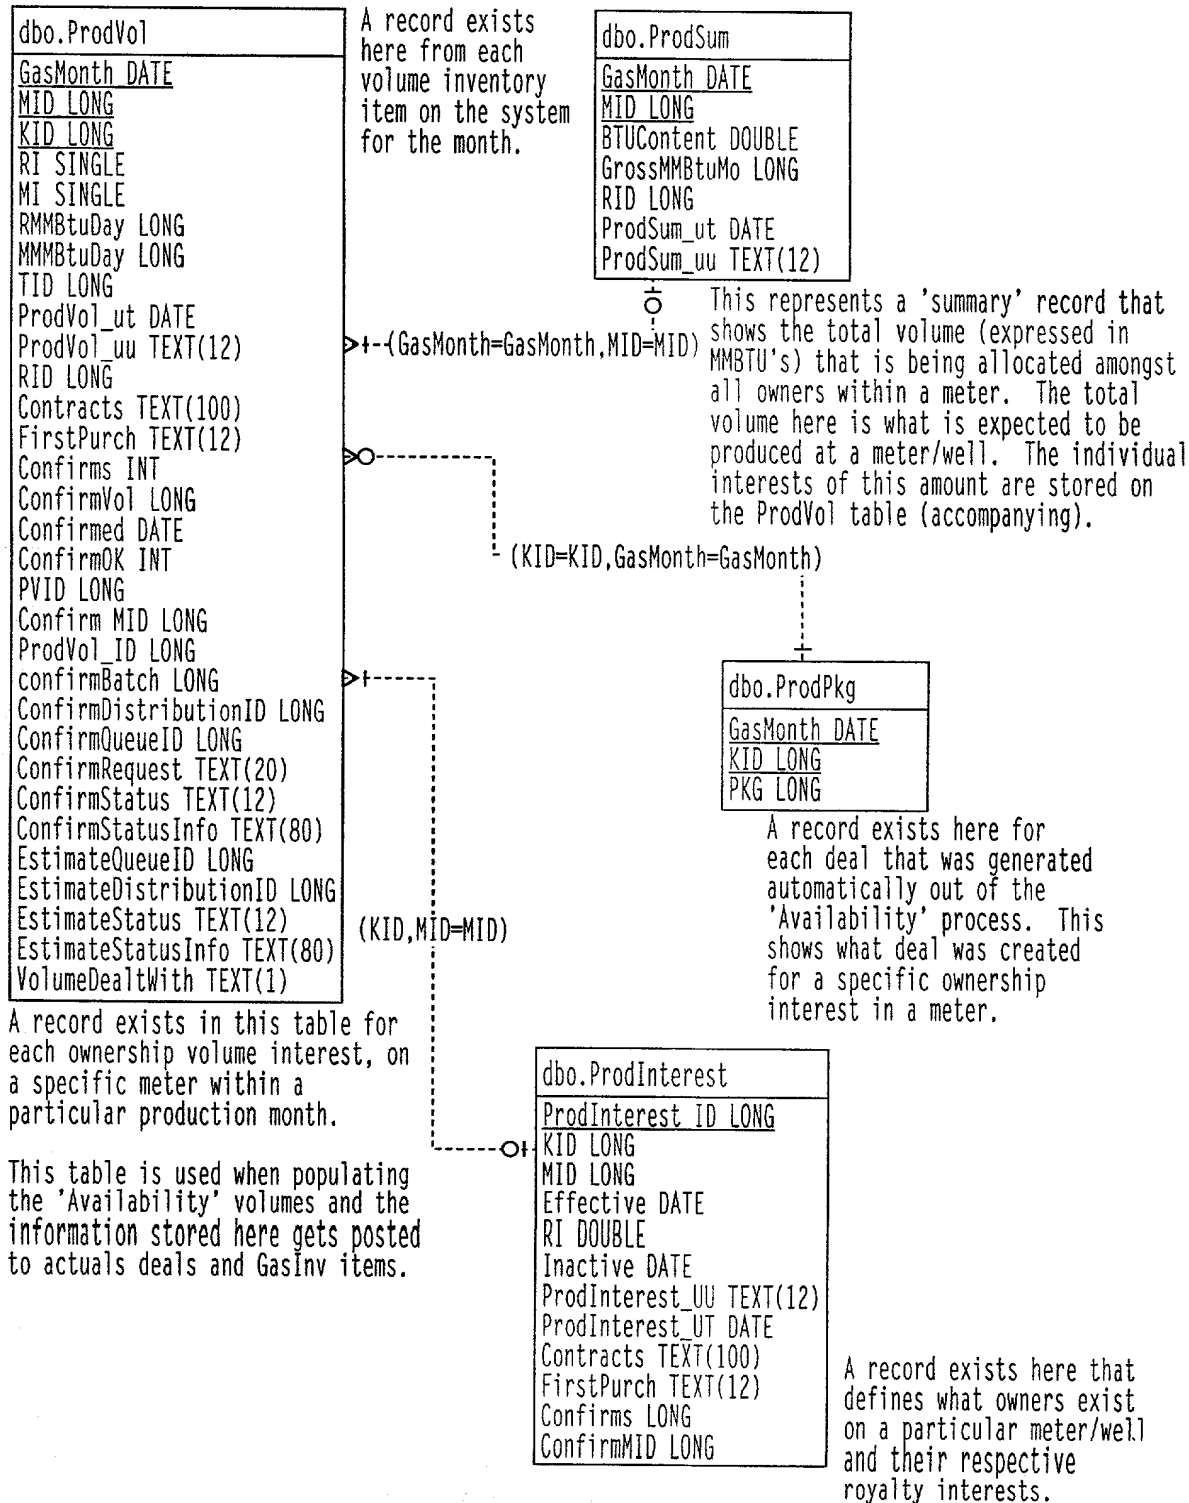 dbo.ProdVol
GasMonth DATE
MID LONG
KID LONG
RI SINGLE
MI SINGLE
RMMBtuDay LONG
MMMBtuDay LONG
TID LONG
ProdVol_ut DATE
ProdVol_uu TEXT(12)
RID LONG
Contracts TEXT(100)
FirstPurch TEXT(12)
Confirms INT
ConfirmVol LONG
Confirmed DATE
ConfirmOK INT
PVID LONG
Confirm MID LONG
ProdVol_ID LONG
confirmBatch LONG
ConfirmDistributionID LONG
ConfirmQueueID LONG
ConfirmRequest TEXT(20)
ConfirmStatus TEXT(12)
ConfirmStatusInfo TEXT(80)
EstimateQueueID LONG
EstimateDistributionID LONG
EstimateStatus TEXT(12)
EstimateStatusInfo TEXT(80)
VolumeDealtWith TEXT(1)
A record exists in this table for
each ownership volume interest, on
a specific meter within a
particular production month.
This table is used when populating
the 'Availability' volumes and the
information stored here gets posted
to actuals deals and GasInv items.
A record exists
here from each
volume inventory
item on the system
for the month.
dbo.ProdSum
GasMonth DATE
MID LONG
BTUContent DOUBLE
GrossMMBtuMo LONG
RID LONG
ProdSum_ut DATE
ProdSum_uu TEXT(12)
(GasMonth=GasMonth,MID=MID)
This represents a 'summary' record that
shows the total volume (expressed in
MMBTU's) that is being allocated amongst
all owners within a meter. The total
volume here is what is expected to be
produced at a meter/well. The individual
interests of this amount are stored on
the ProdVol table (accompanying).
(KID=KID,GasMonth=GasMonth)
dbo.ProdPkg
GasMonth DATE
KID LONG
PKG LONG
A record exists here for
each deal that was generated
automatically out of the
'Availability' process. This
shows what deal was created
for a specific ownership
interest in a meter.
(KID,MID=MID)
dbo.ProdInterest
ProdInterest ID LONG
KID LONG
MID LONG
Effective DATE
RI DOUBLE
Inactive DATE
ProdInterest_UU TEXT(12)
ProdInterest_UT DATE
Contracts TEXT(100)
FirstPurch TEXT(12)
Confirms LONG
ConfirmMID LONG
A record exists here that
defines what owners exist
on a particular meter/well
and their respective
royalty interests.